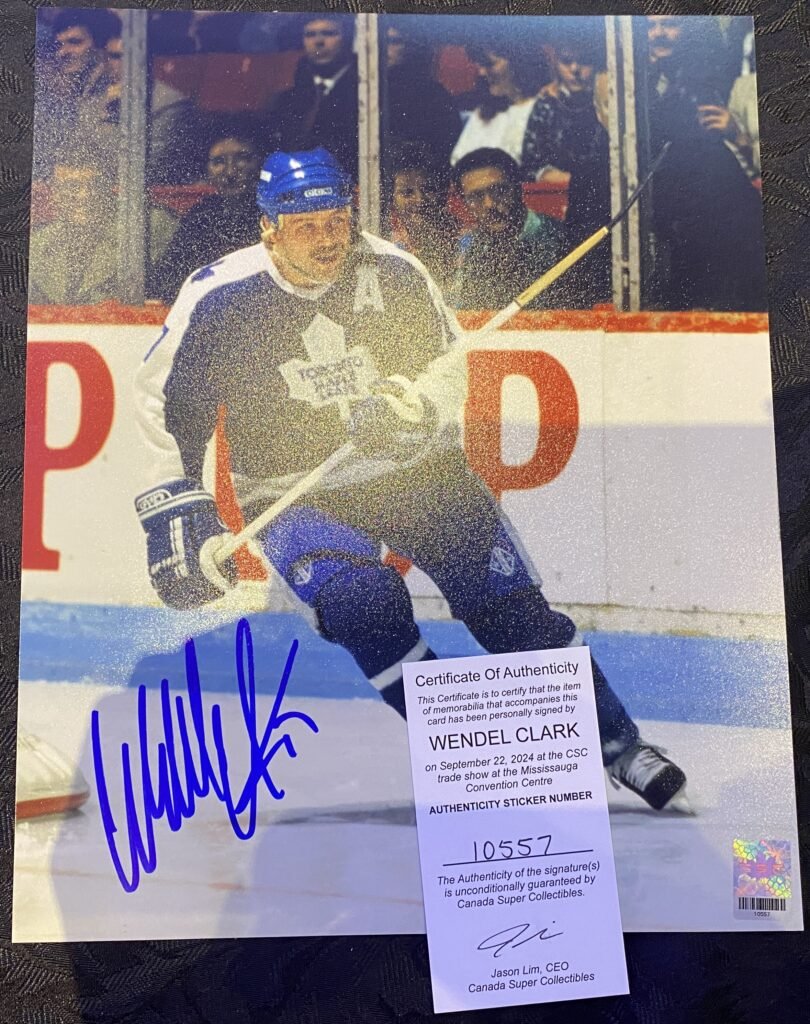 CCM
A
TORONTO
MAPLE
LEAFS
P
P
Certificate Of Authenticity
This Certificate is to certify that the item
of memorabilia that accompanies this
card has been personally signed by
WENDEL CLARK
on September 22, 2024 at the CSC
trade show at the Mississauga
Convention Centre
AUTHENTICITY STICKER NUMBER
10557
The Authenticity of the signature(s)
is unconditionally guaranteed by
Canada Super Collectibles.
Jason Lim, CEO
Canada Super Collectibles
10557